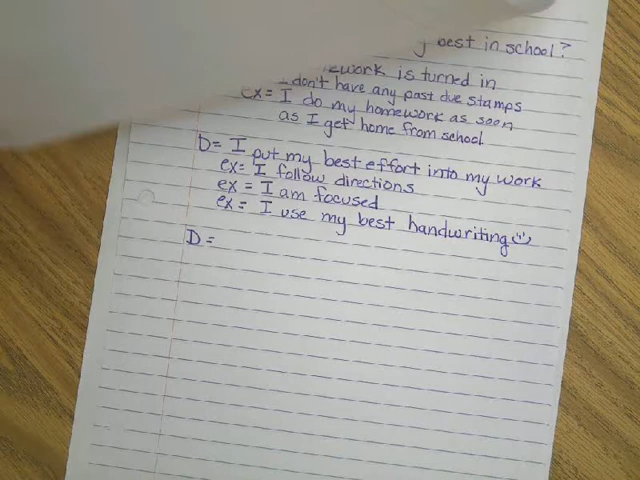 best in school?
is turned in
don't have any past due stamps
ex= I do my homework as soon
as I get home from school
D= I put my best effort into my work
ex= I follow directions
ex= I am focused
ex= I use my best handwriting
D=